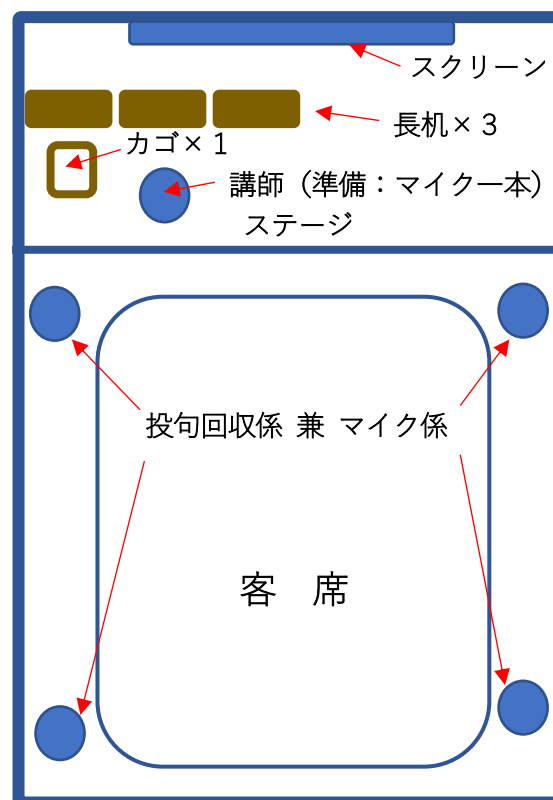 スクリーン
長机×3
カゴ×1
講師（準備：マイク一本）
ステージ
投句回収係 兼 マイク係
客　席